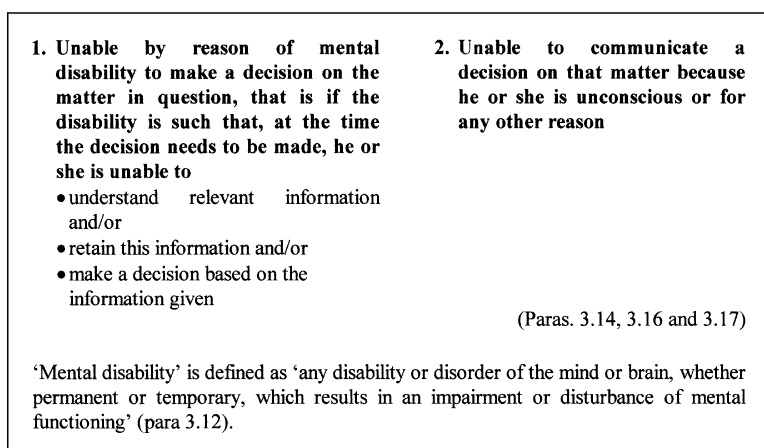 1. Unable by reason of mental
disability to make a decision on the
matter in question, that is if the
disability is such that, at the time
the decision needs to be made, he or
she is unable to
• understand relevant information
and/or
• retain this information and/or
• make a decision based on the
information given
2. Unable to communicate a
decision on that matter because
he or she is unconscious or for
any other reason
(Paras. 3.14, 3.16 and 3.17)
‘Mental disability’ is defined as ‘any disability or disorder of the mind or brain, whether
permanent or temporary, which results in an impairment or disturbance of mental
functioning’ (para 3.12).